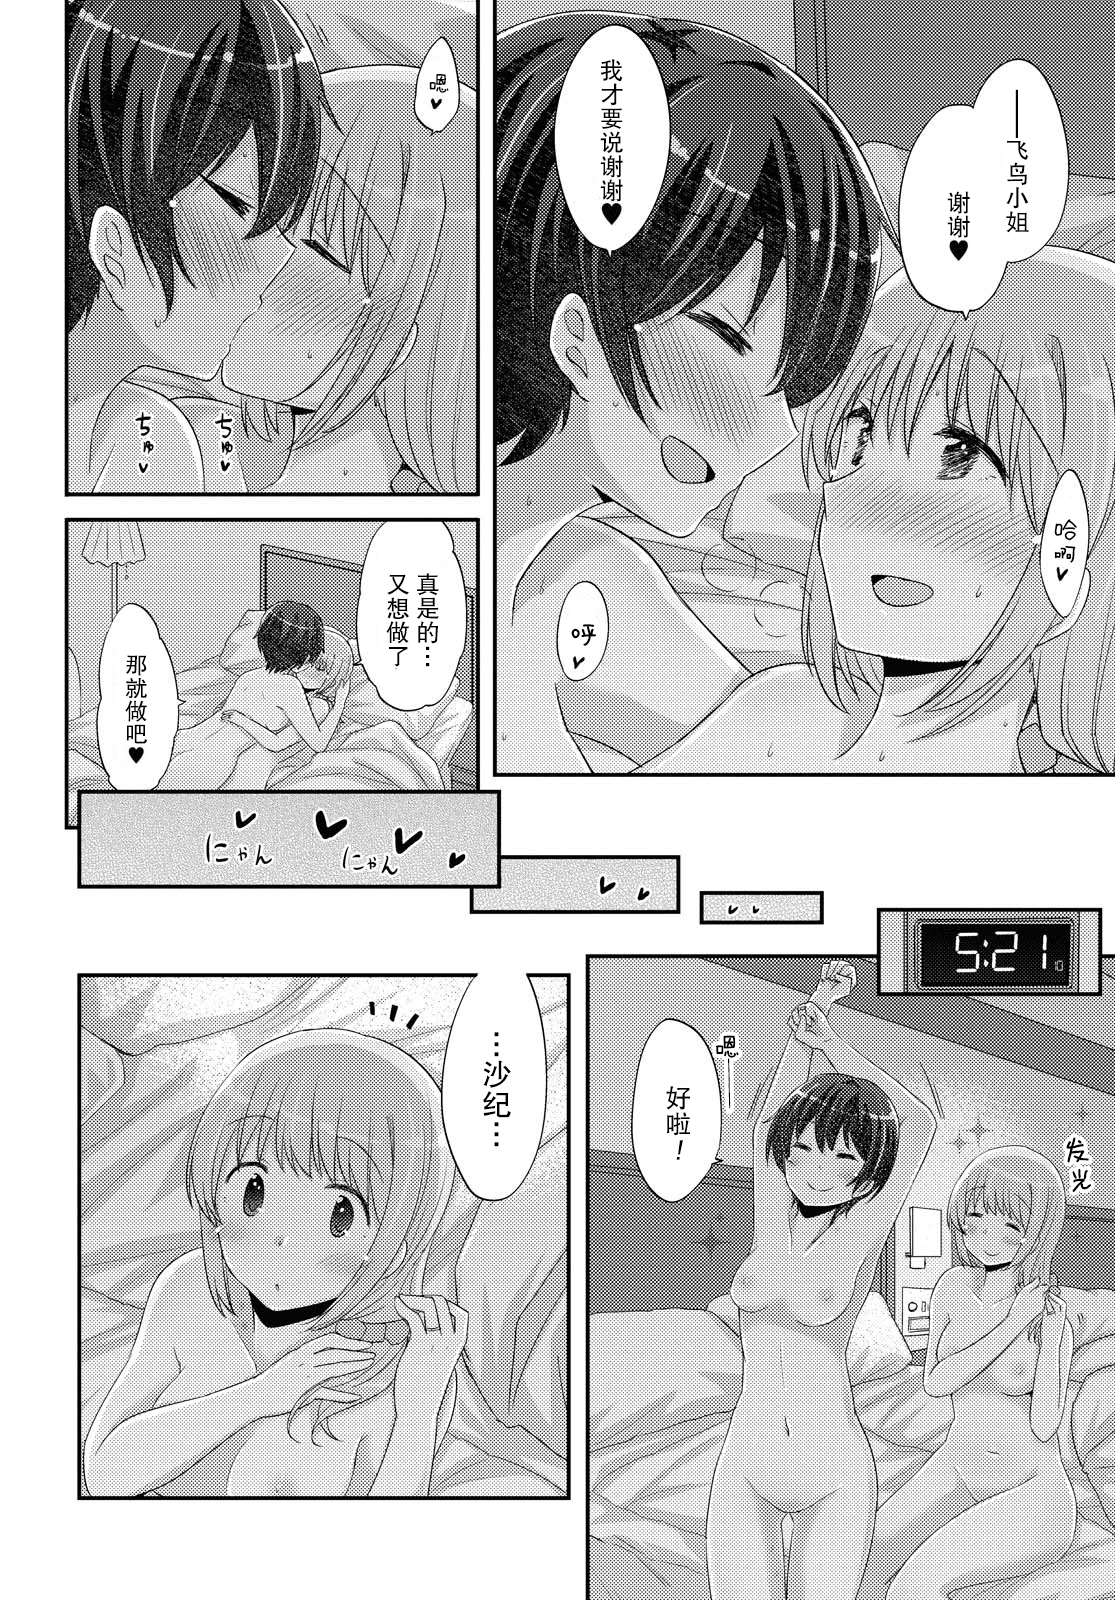 ——飞鸟小姐
谢谢♥
我才要说谢谢♥
哈啊♥
呼♥
嗯♥
ちゅ♥
ちゅ♥
真是的…
又想做了
那就做吧♥
にゃん♥
にゃん♥
5:21
10
嗯——
好啦！
发光
…沙纪…